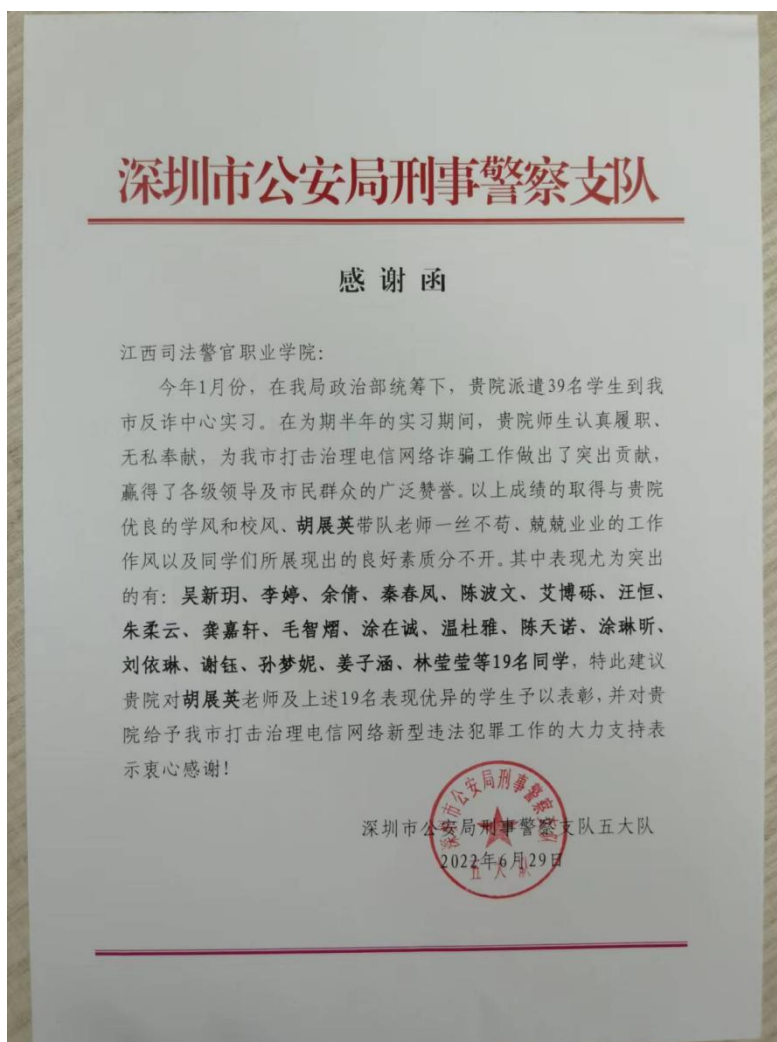 深圳市公安局刑事警察支队
感谢函
江西司法警官职业学院：
今年1月份，在我局政治部统筹下，贵院派遣39名学生到我
市反诈中心实习。在为期半年的实习期间，贵院师生认真履职、
无私奉献，为我市打击治理电信网络诈骗工作做出了突出贡献，
赢得了各级领导及市民群众的广泛赞誉。以上成绩的取得与贵院
优良的学风和校风、胡展英带队老师一丝不苟、兢兢业业的工作
作风以及同学们所展现出的良好素质分不开。其中表现尤为突出
的有：吴新玥、李婷、余倩、秦春凤、陈波文、艾博砾、汪恒、
朱柔云、龚嘉轩、毛智熠、涂在诚、温杜雅、陈天诺、涂琳昕、
刘依琳、谢钰、孙梦妮、姜子涵、林莹莹等19名同学，特此建议
贵院对胡展英老师及上述19名表现优异的学生予以表彰，并对贵
院给予我市打击治理电信网络新型违法犯罪工作的大力支持表
示衷心感谢！
深圳市公安局刑事警察支队五大队
2022年6月29日
深圳市公安局刑事警察支队
五大队